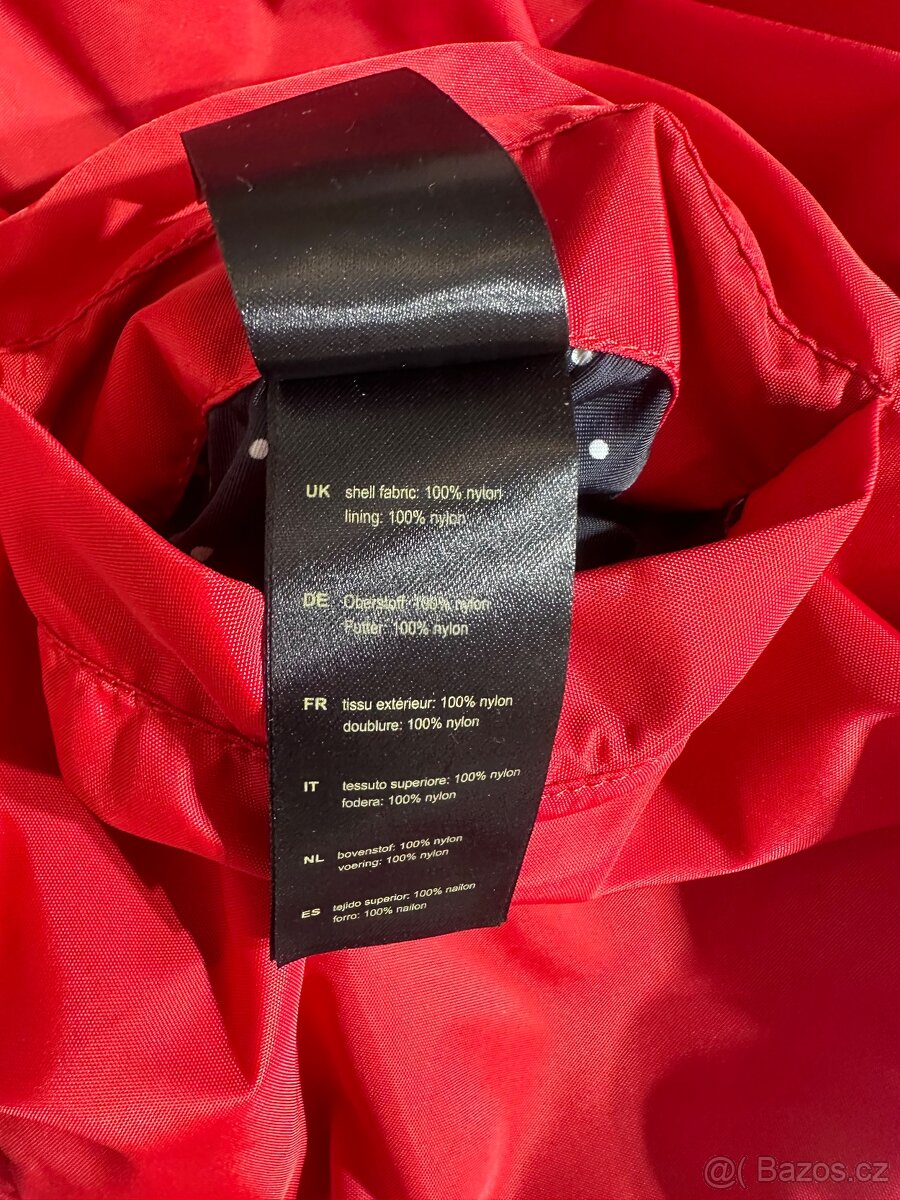 UK shell fabric: 100% nylon
lining: 100% nylon
DE Oberstoff: 100% nylon
Futter: 100% nylon
FR tissu extérieur: 100% nylon
doublure: 100% nylon
IT tessuto superiore: 100% nylon
fodera: 100% nylon
NL bovenstof: 100% nylon
voering: 100% nylon
ES tejido superior: 100% nailon
forro: 100% nailon
@( Bazos.cz